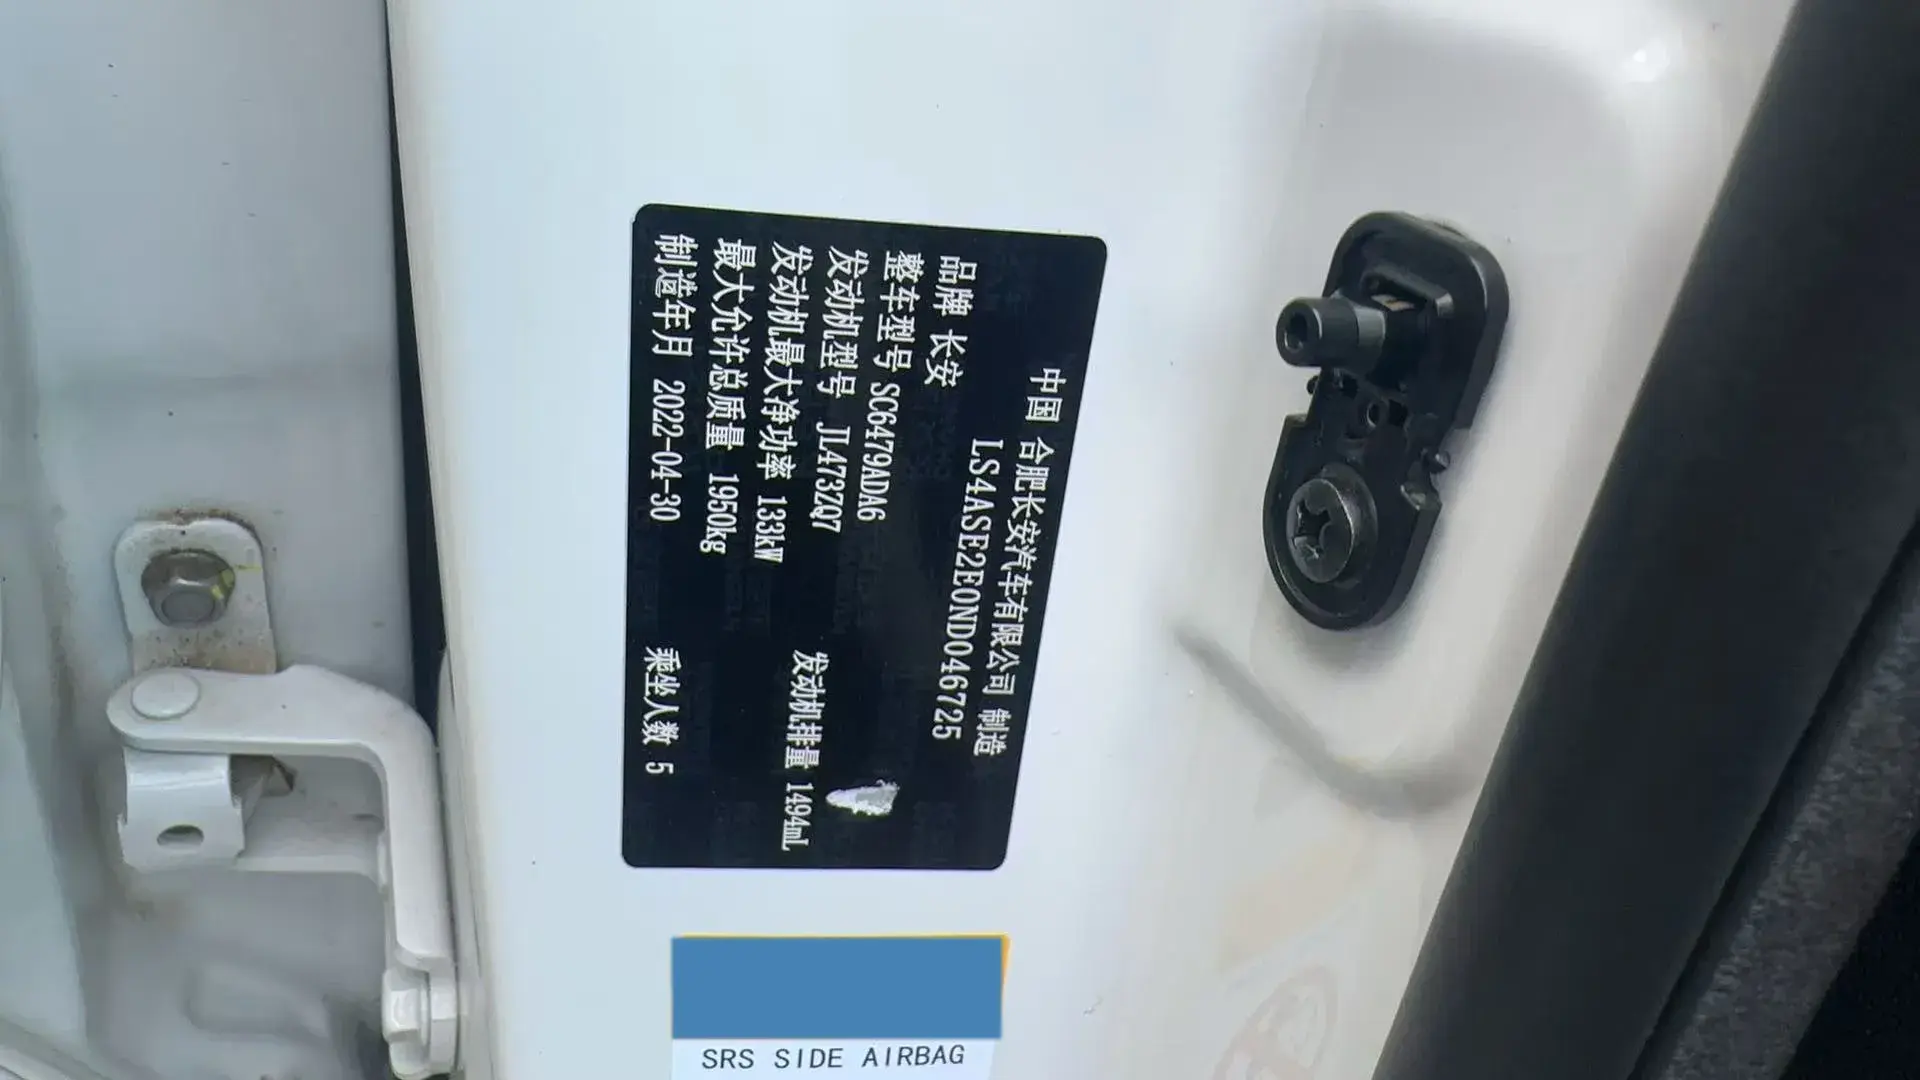 中国 合肥长安汽车有限公司 制造
LS4ASE2E0ND046725
品牌 长安
整车型号 SC6479ADA6
发动机型号 JL473ZQ7
发动机最大净功率 133kW 发动机排量 1494mL
最大允许总质量 1950kg
制造年月 2022-04-30 乘坐人数 5
SRS SIDE AIRBAG